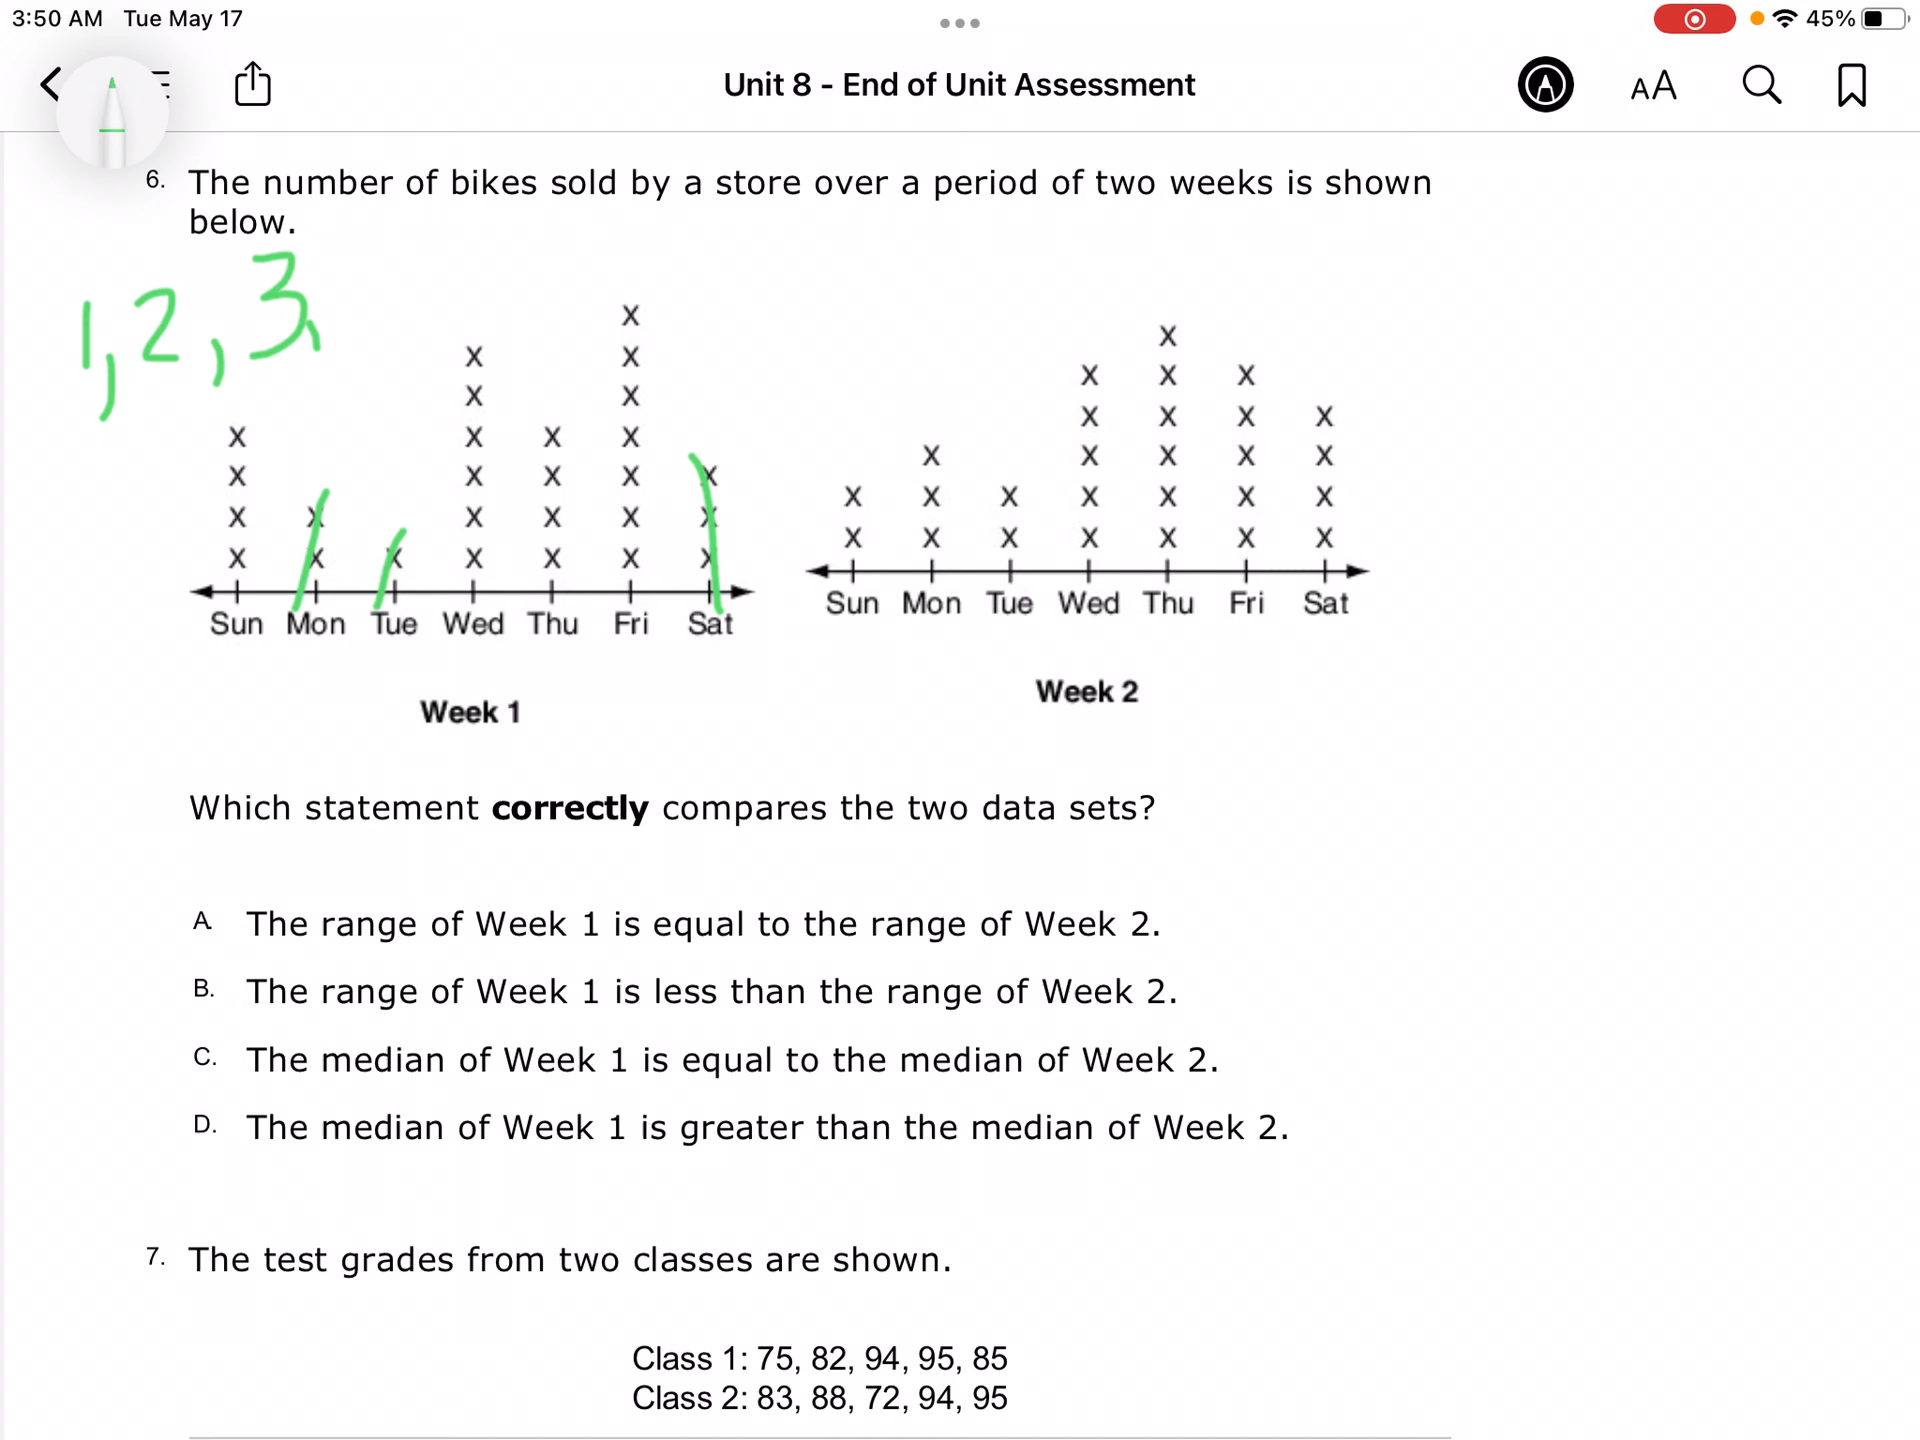 3:50 AM Tue May 17
45%
Unit 8 - End of Unit Assessment
AA
6. The number of bikes sold by a store over a period of two weeks is shown
below.
1, 2, 3,
X
X
X X X
X X X X X X
X X X X X X X X
X X X X X X X X X
X X X X X X X X X X X
X X X X X X X X X X X X
X X X X X X X X X X X X X X
Sun Mon Tue Wed Thu Fri Sat
Sun Mon Tue Wed Thu Fri Sat
Week 1
Week 2
Which statement correctly compares the two data sets?
A. The range of Week 1 is equal to the range of Week 2.
B. The range of Week 1 is less than the range of Week 2.
C. The median of Week 1 is equal to the median of Week 2.
D. The median of Week 1 is greater than the median of Week 2.
7. The test grades from two classes are shown.
Class 1: 75, 82, 94, 95, 85
Class 2: 83, 88, 72, 94, 95